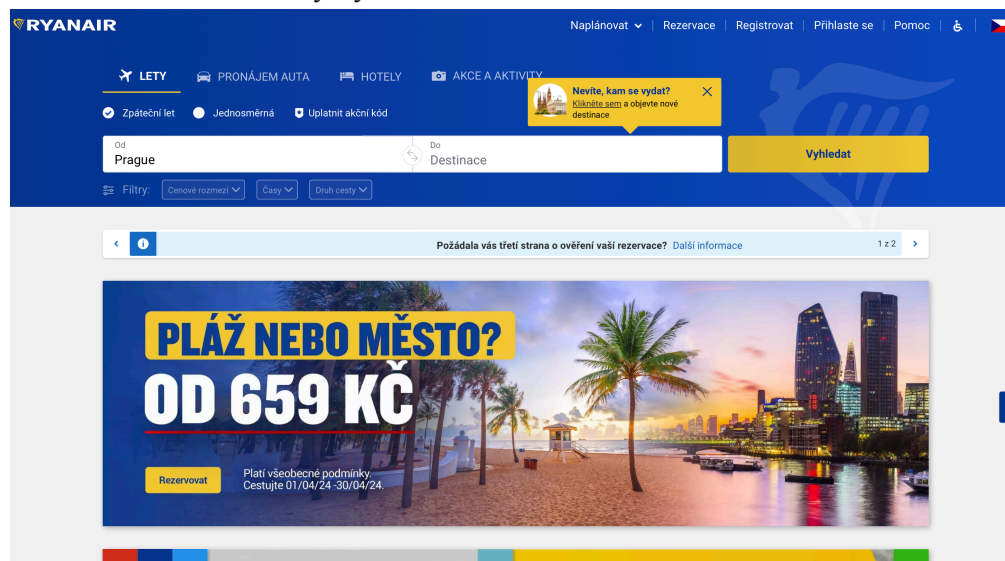 RYANAIR
Naplánovat | Rezervace | Registrovat | Přihlaste se | Pomoc
LETY PRONÁJEM AUTA HOTELY AKCE A AKTIVITY
Nevíte, kam se vydat?
Klikněte sem a objevte nové
destinace
Zpáteční let Jednosměrná Uplatnit akční kód
Od
Prague
Do
Destinace
Vyhledat
Filtry: Cenové rozmezí Časy Druh cesty
Požádala vás třetí strana o ověření vaší rezervace? Další informace 1 z 2
PLÁŽ NEBO MĚSTO?
OD 659 KČ
Rezervovat
Platí všeobecné podmínky.
Cestujte 01/04/24 -30/04/24.